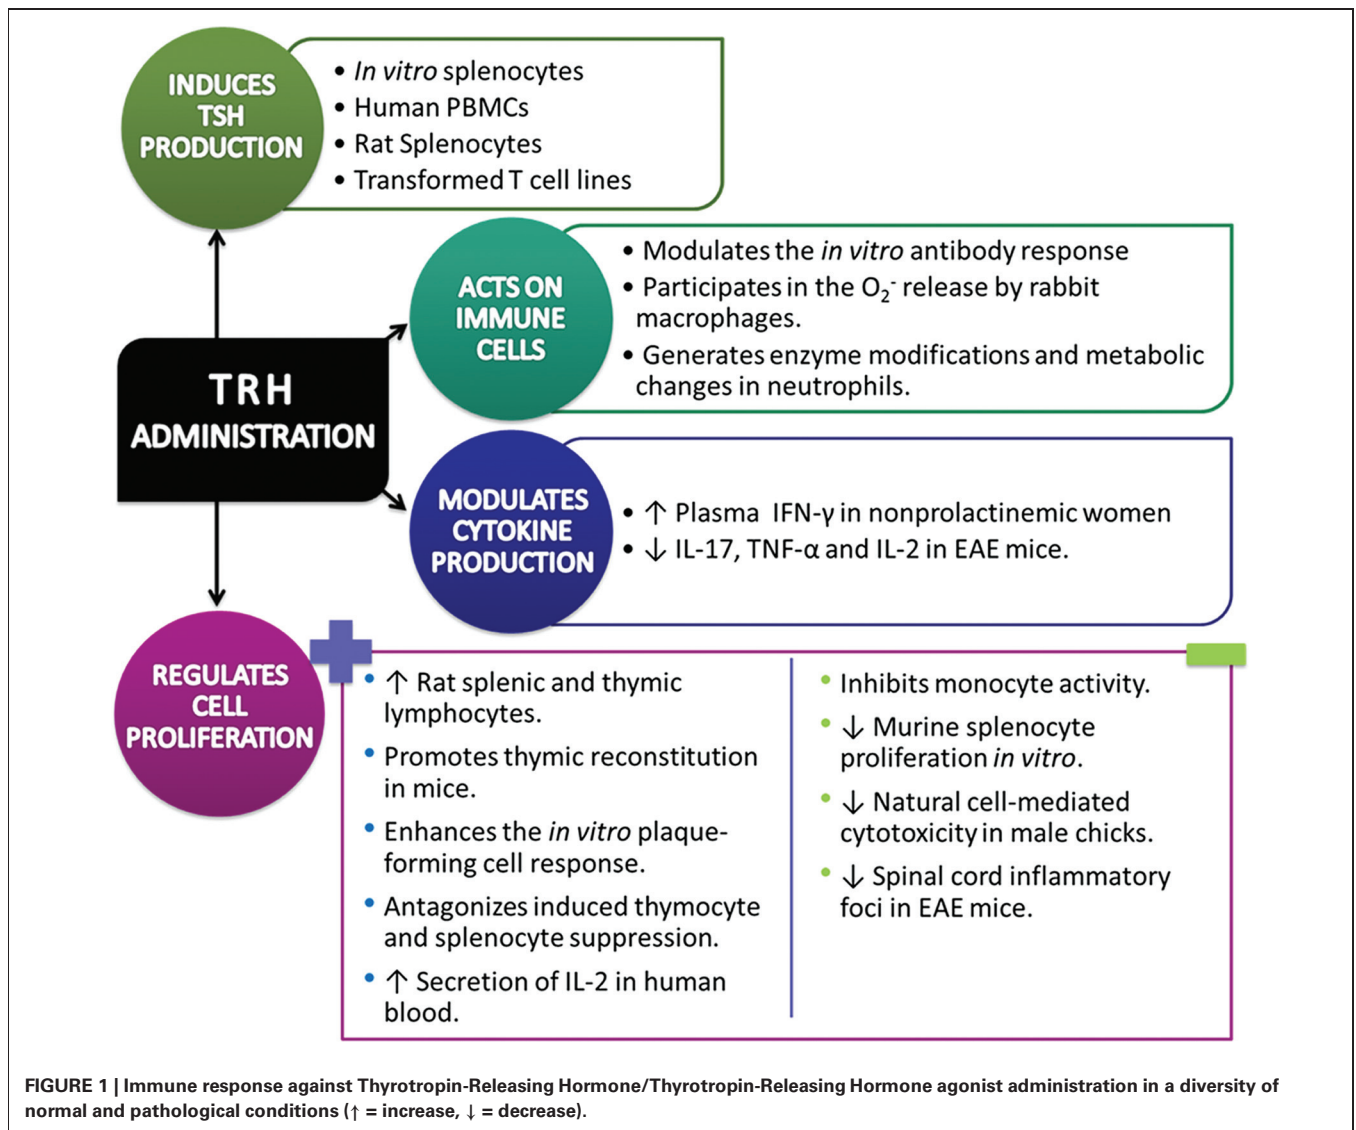 INDUCES
TSH
PRODUCTION
• In vitro splenocytes
• Human PBMCs
• Rat Splenocytes
• Transformed T cell lines
TRH
ADMINISTRATION
ACTS ON
IMMUNE
CELLS
• Modulates the in vitro antibody response
• Participates in the O₂⁻ release by rabbit
macrophages.
• Generates enzyme modifications and metabolic
changes in neutrophils.
MODULATES
CYTOKINE
PRODUCTION
• ↑ Plasma IFN-γ in nonprolactinemic women
• ↓ IL-17, TNF-α and IL-2 in EAE mice.
REGULATES
CELL
PROLIFERATION
• ↑ Rat splenic and thymic
lymphocytes.
• Promotes thymic reconstitution
in mice.
• Enhances the in vitro plaque-
forming cell response.
• Antagonizes induced thymocyte
and splenocyte suppression.
• ↑ Secretion of IL-2 in human
blood.
• Inhibits monocyte activity.
• ↓ Murine splenocyte
proliferation in vitro.
• ↓ Natural cell-mediated
cytotoxicity in male chicks.
• ↓ Spinal cord inflammatory
foci in EAE mice.
FIGURE 1 | Immune response against Thyrotropin-Releasing Hormone/Thyrotropin-Releasing Hormone agonist administration in a diversity of
normal and pathological conditions (↑ = increase, ↓ = decrease).